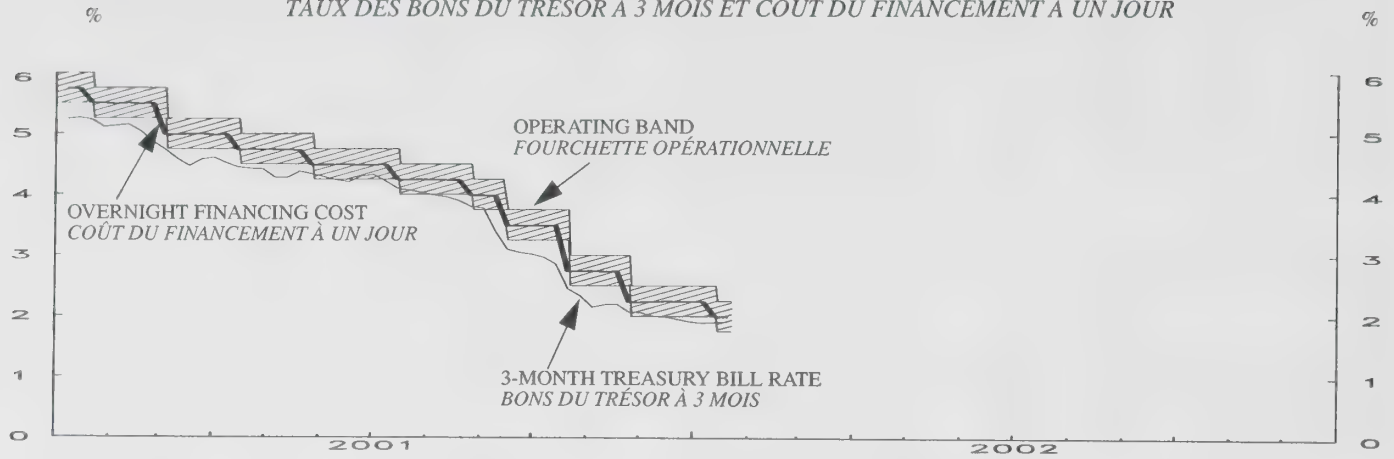 TAUX DES BONS DU TRÉSOR À 3 MOIS ET COÛT DU FINANCEMENT À UN JOUR
% %
6 6
5 5
OPERATING BAND
FOURCHETTE OPÉRATIONNELLE
4 4
OVERNIGHT FINANCING COST
COÛT DU FINANCEMENT À UN JOUR
3 3
2 2
3-MONTH TREASURY BILL RATE
BONS DU TRÉSOR À 3 MOIS
1 1
0 0
2001 2002